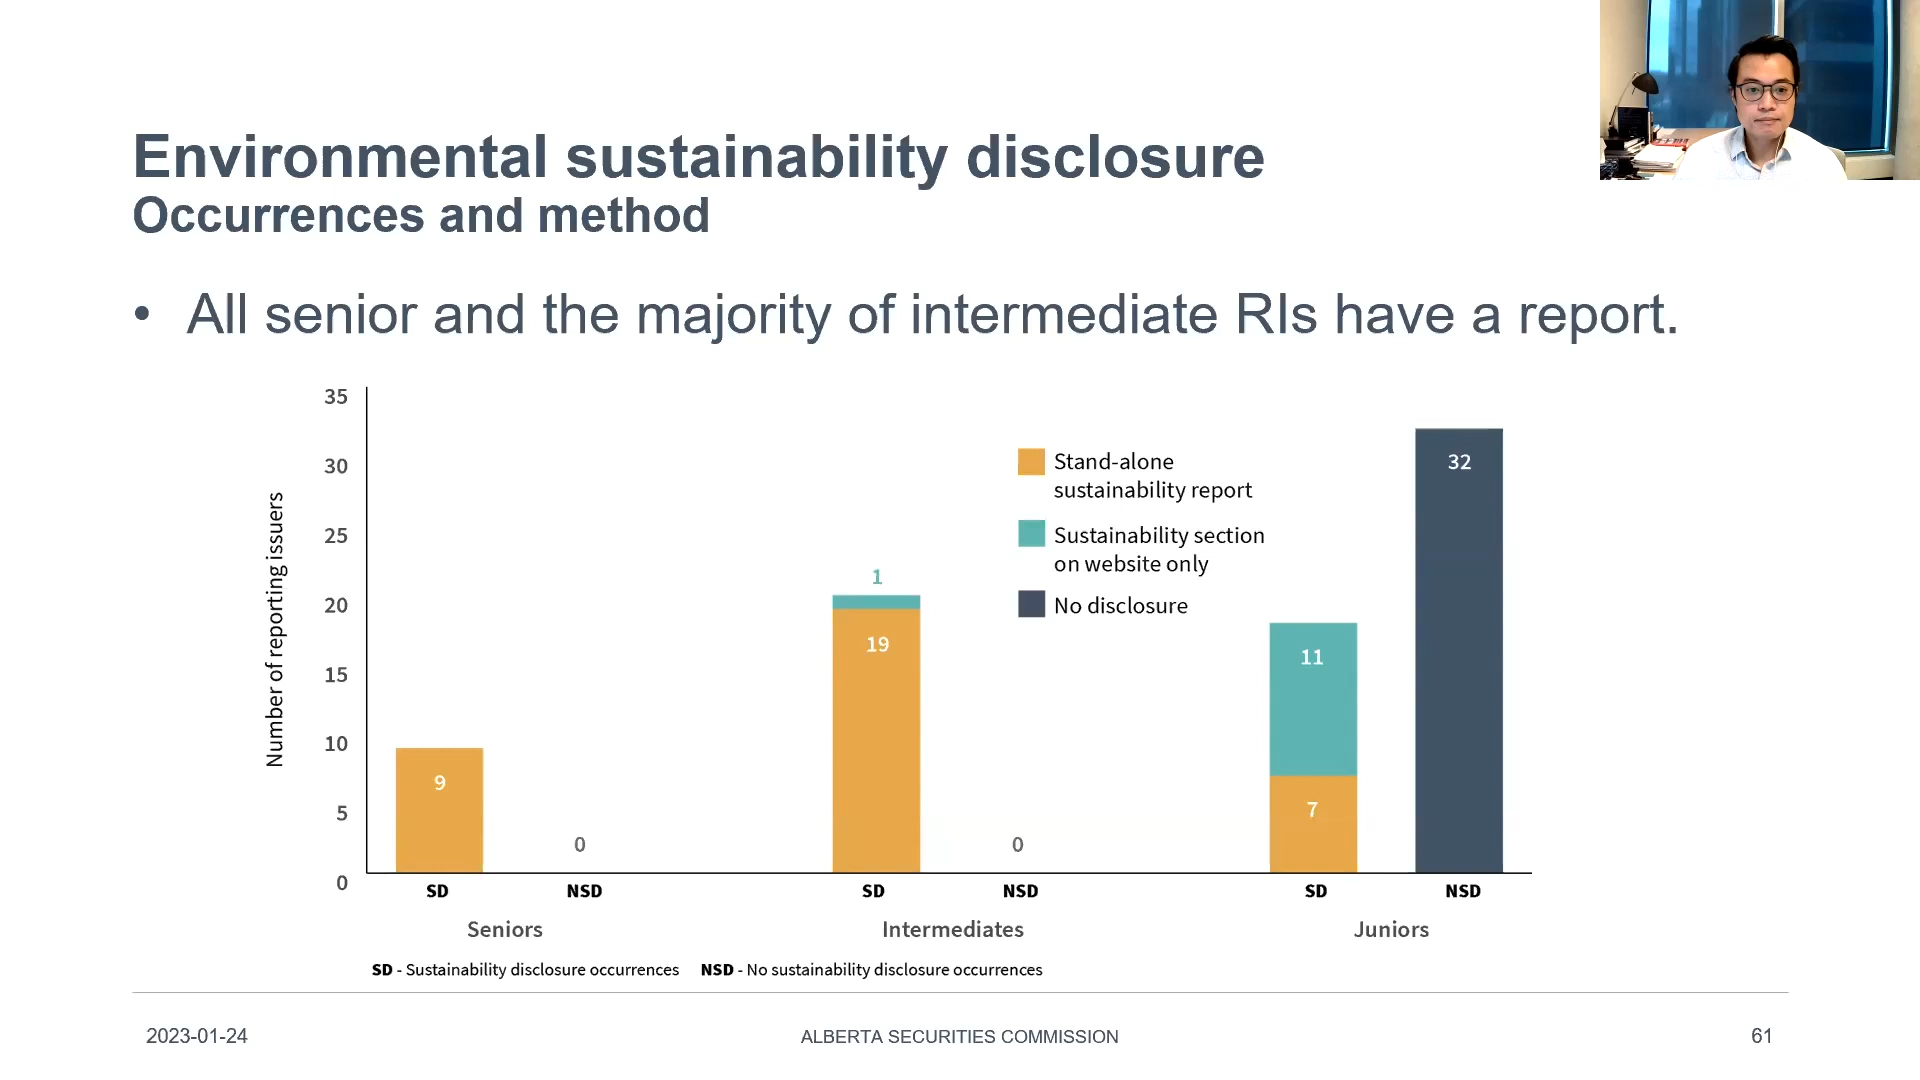 Environmental sustainability disclosure
Occurrences and method
• All senior and the majority of intermediate RIs have a report.
Number of reporting issuers
35
30
25
20
15
10
5
0
Stand-alone
sustainability report
Sustainability section
on website only
No disclosure
9
0
1
19
0
11
7
32
SD NSD SD NSD SD NSD
Seniors Intermediates Juniors
SD - Sustainability disclosure occurrences NSD - No sustainability disclosure occurrences
2023-01-24 ALBERTA SECURITIES COMMISSION 61